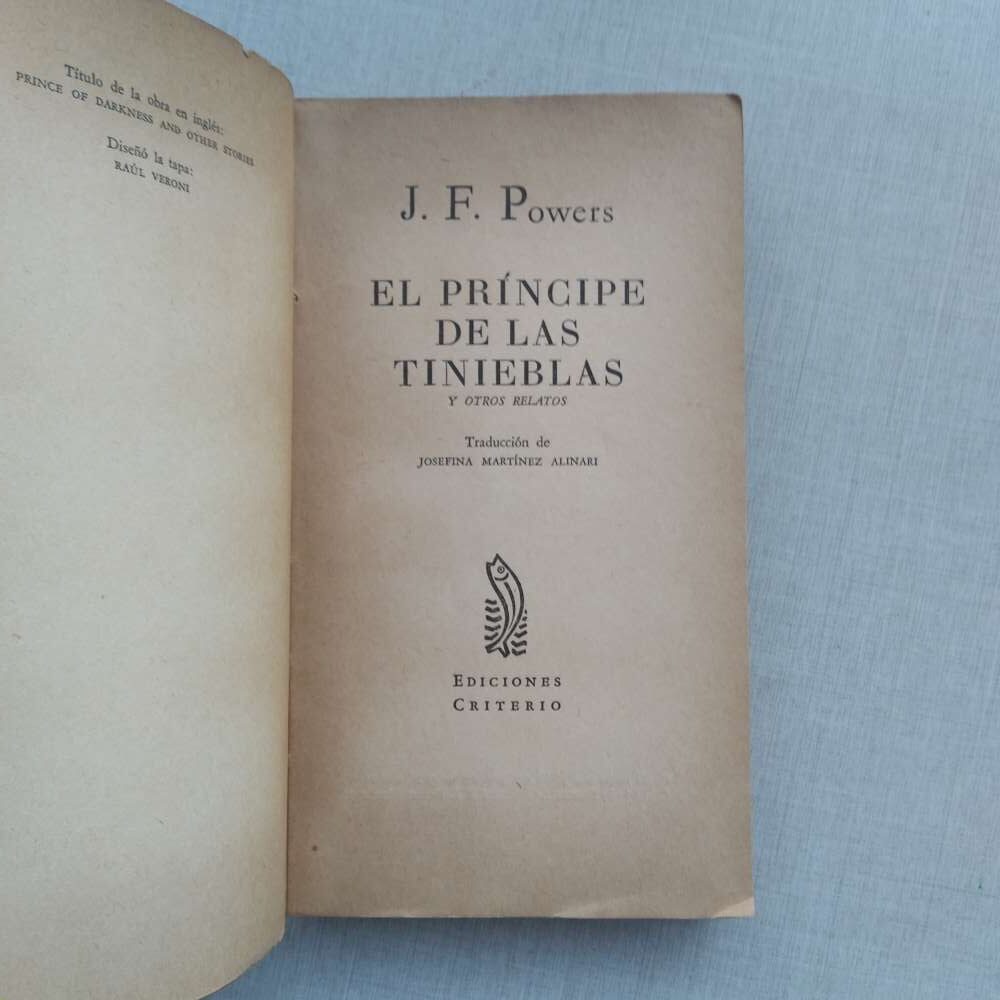 Título de la obra en inglés:
PRINCE OF DARKNESS AND OTHER STORIES
Diseñó la tapa:
RAÚL VERONI
J. F. Powers
EL PRÍNCIPE
DE LAS
TINIEBLAS
Y OTROS RELATOS
Traducción de
JOSEFINA MARTÍNEZ ALINARI
EDICIONES
CRITERIO